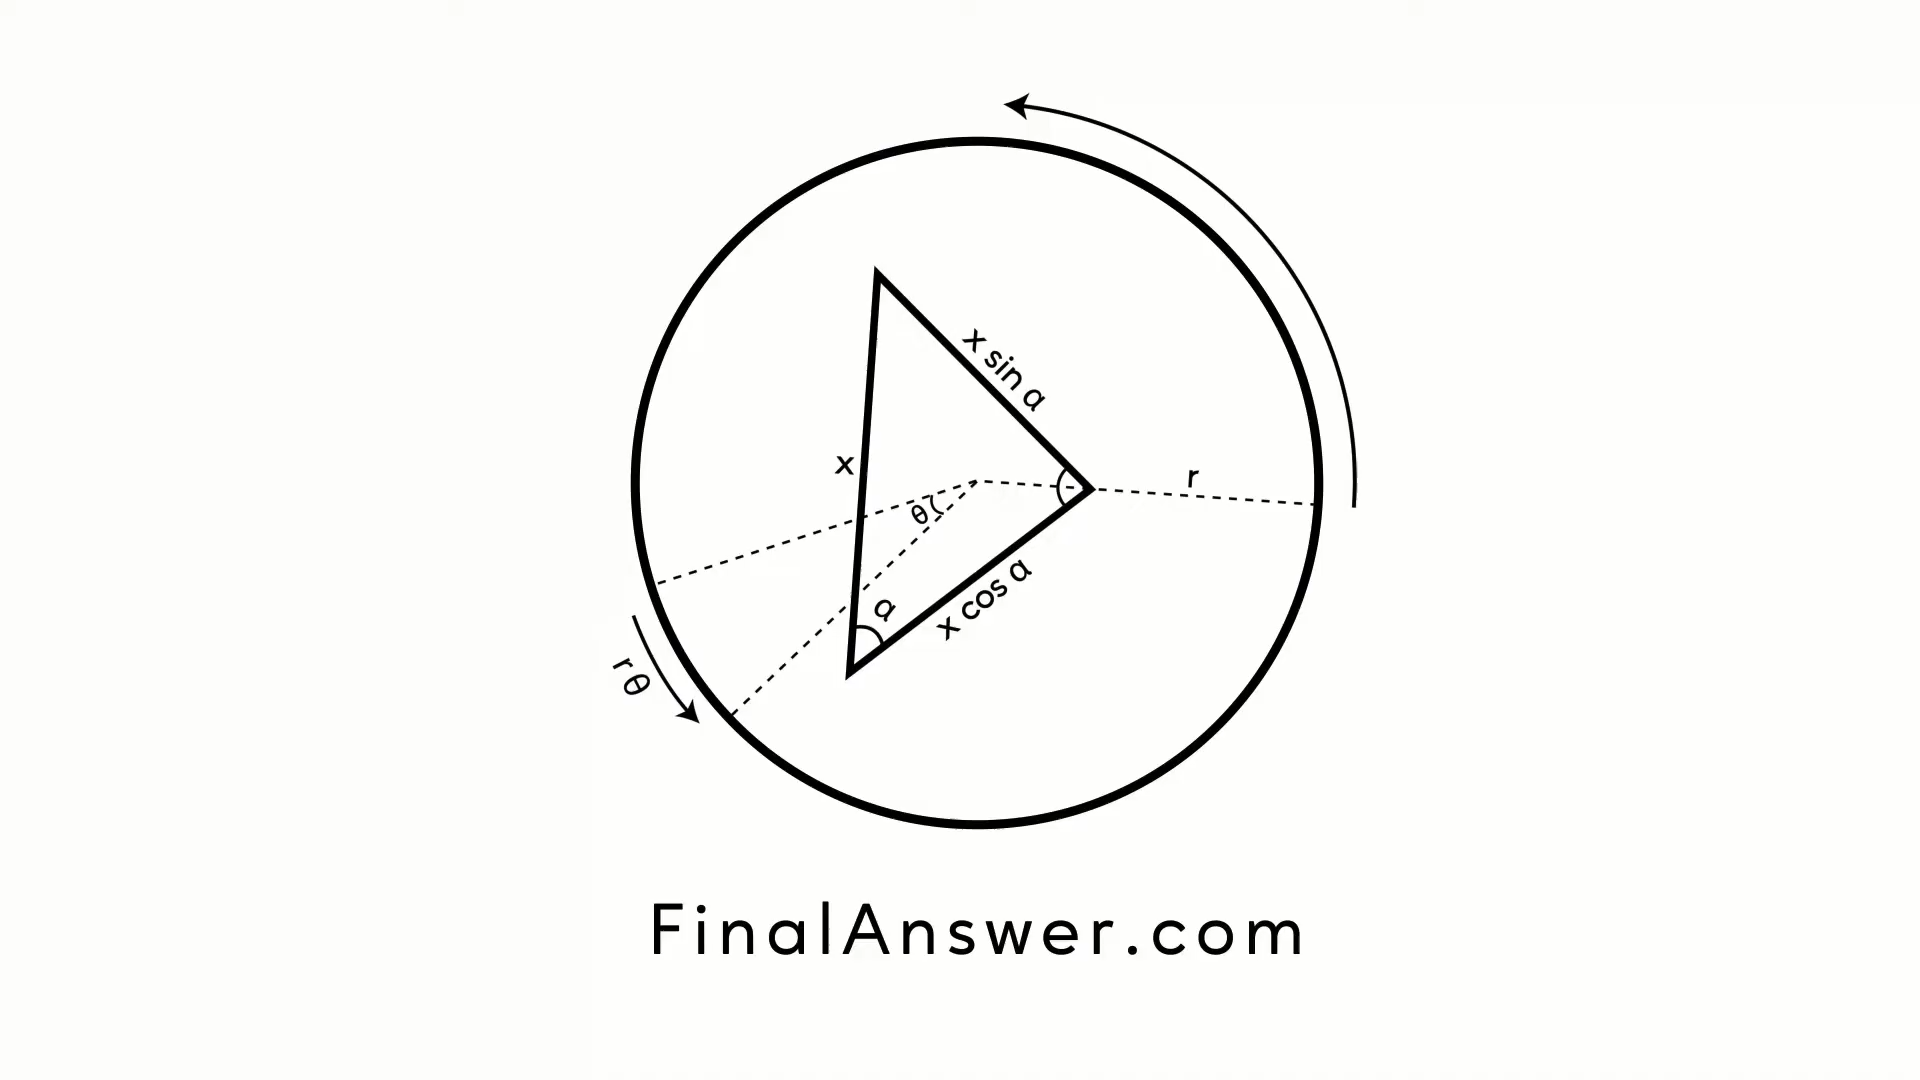 x sin α
r
x
θ
α
x cos α
rθ
FinalAnswer.com